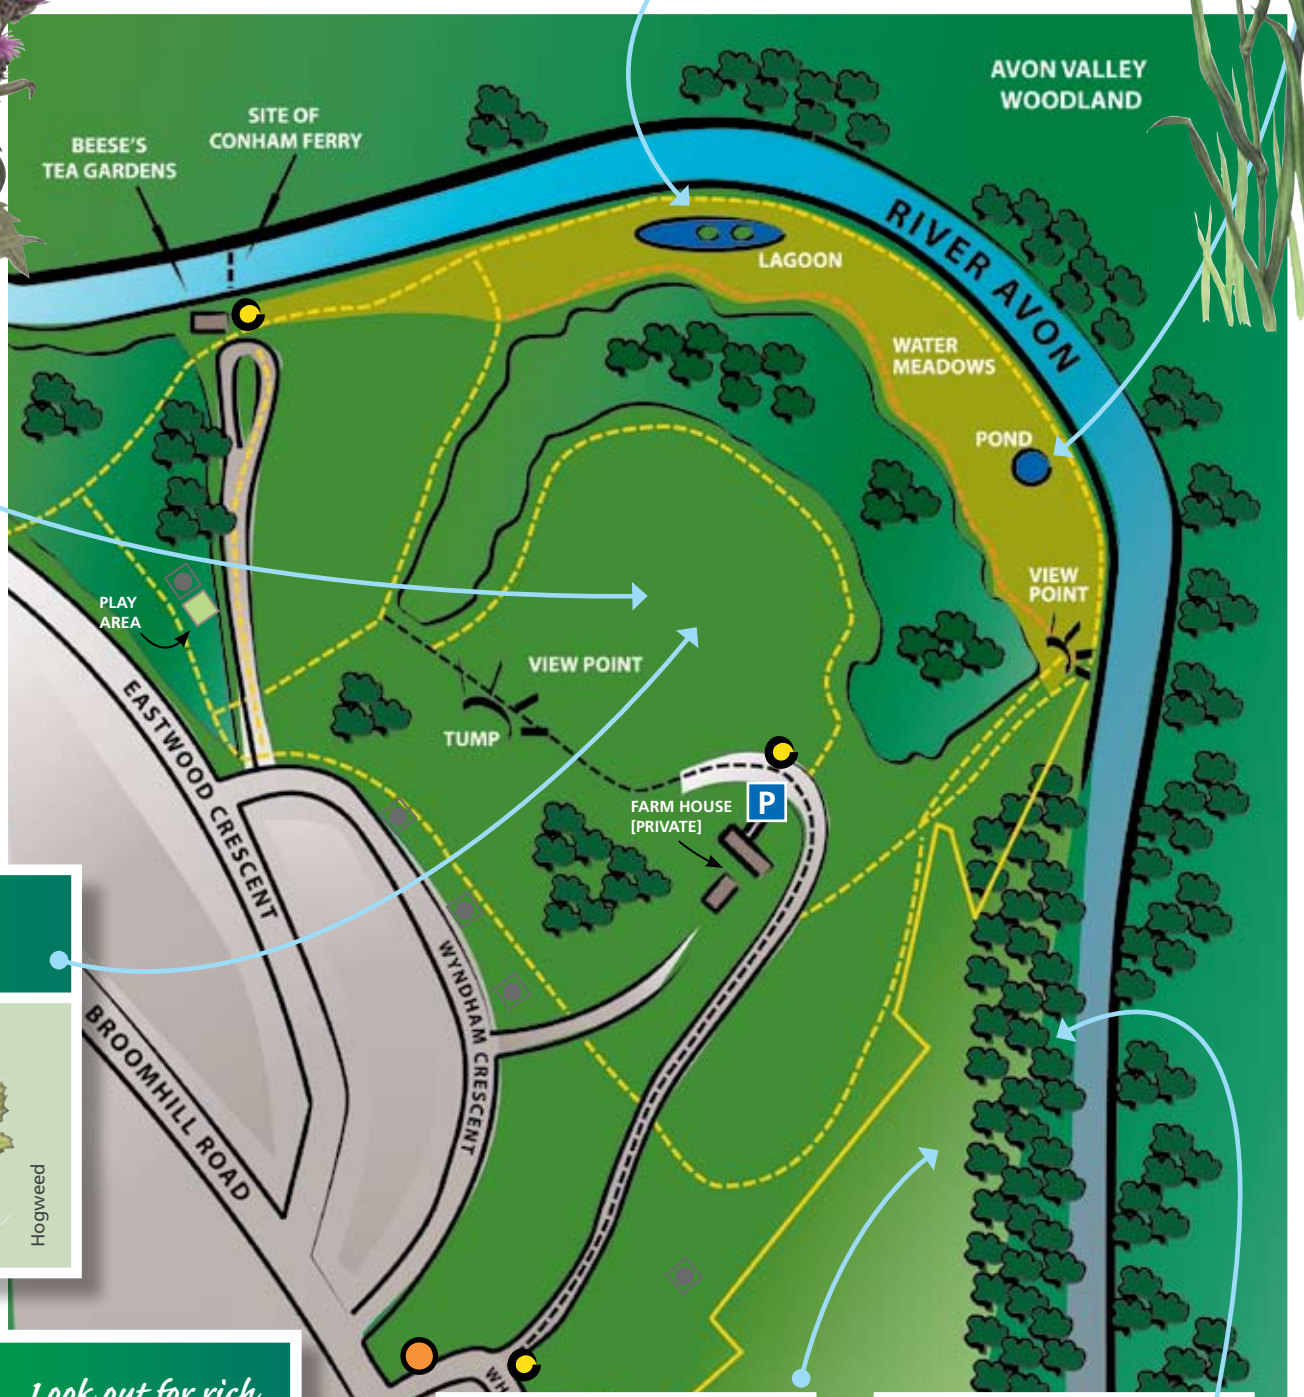 AVON VALLEY
WOODLAND
SITE OF
CONHAM FERRY
BEESE'S
TEA GARDENS
RIVER AVON
LAGOON
WATER
MEADOWS
POND
VIEW
POINT
PLAY
AREA
VIEW POINT
TUMP
EASTWOOD CRESCENT
FARM HOUSE
[PRIVATE]
P
WYNDHAM CRESCENT
BROOMHILL ROAD
Hogweed
Look out for rich